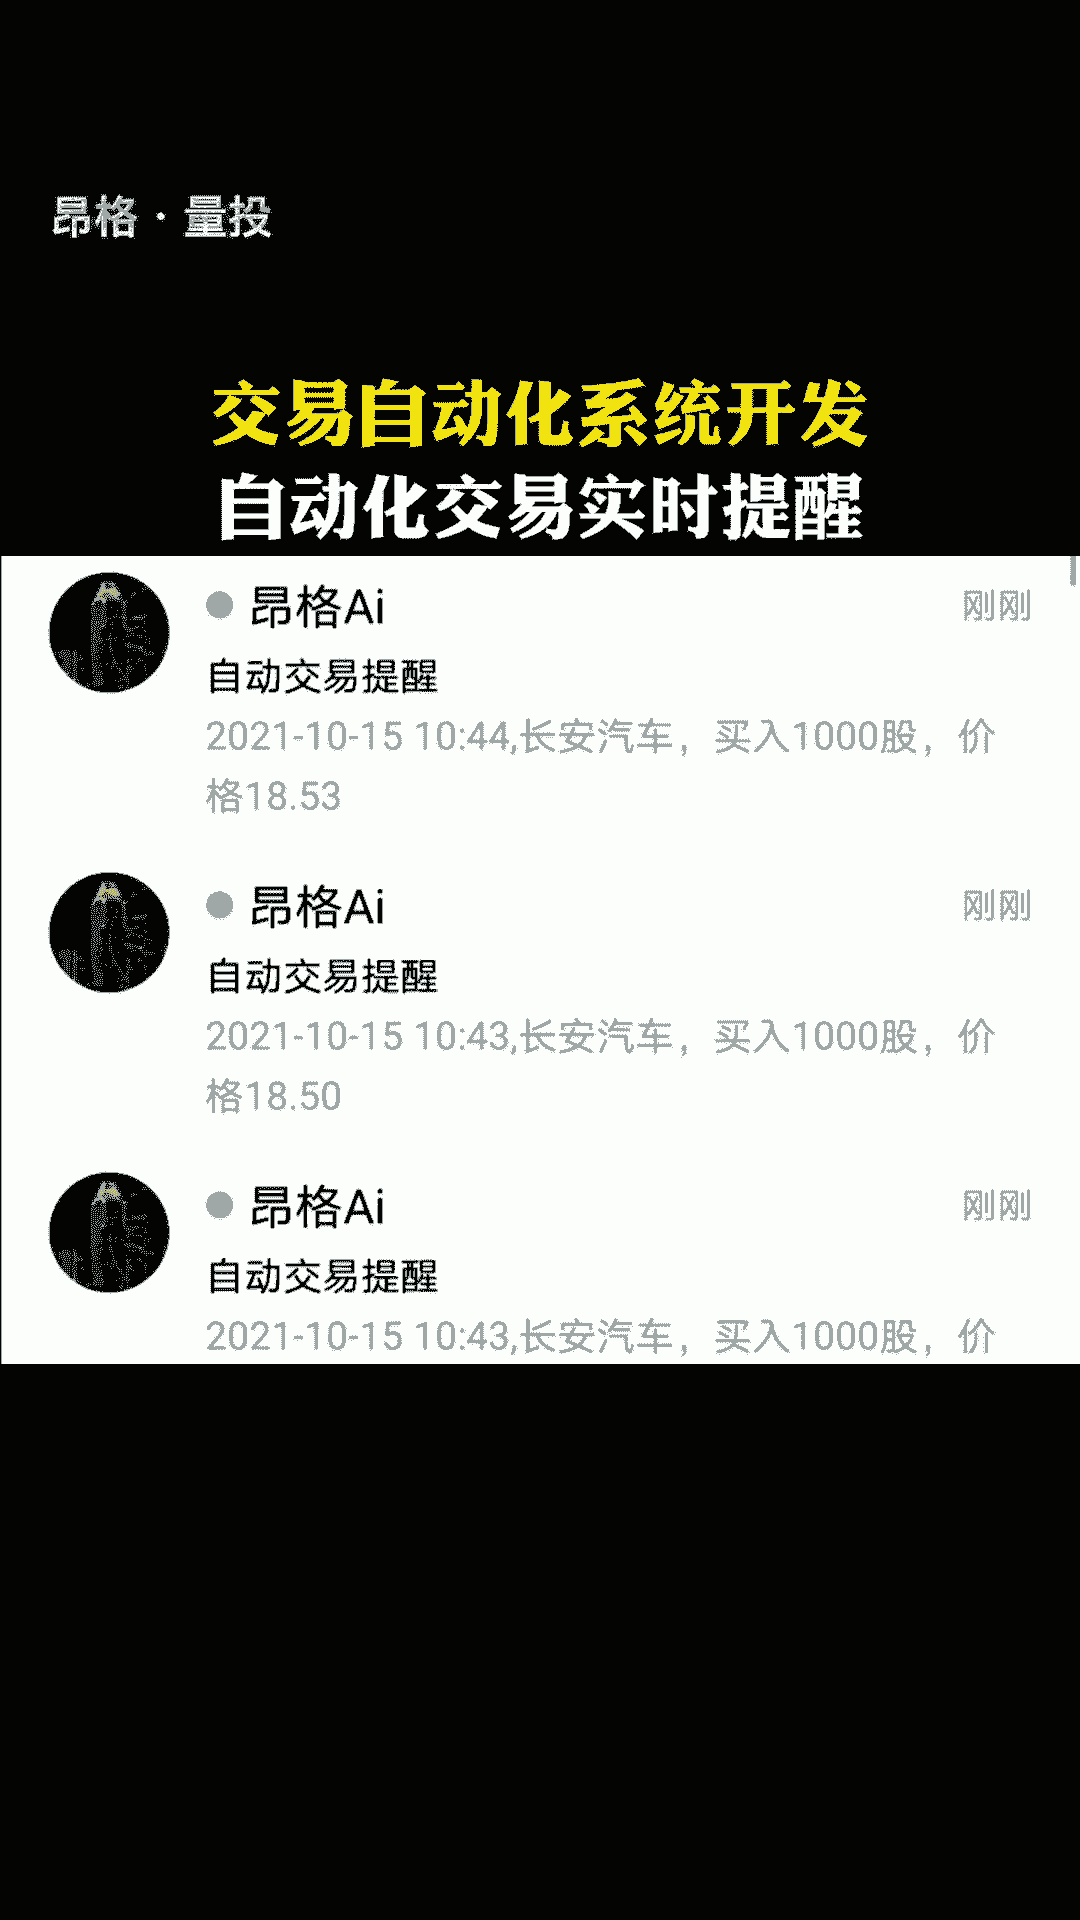 昂格·量投
交易自动化系统开发
自动化交易实时提醒
昂格Ai
刚刚
自动交易提醒
2021-10-15 10:44,长安汽车，买入1000股，价
格18.53
昂格Ai
刚刚
自动交易提醒
2021-10-15 10:43,长安汽车，买入1000股，价
格18.50
昂格Ai
刚刚
自动交易提醒
2021-10-15 10:43,长安汽车，买入1000股，价